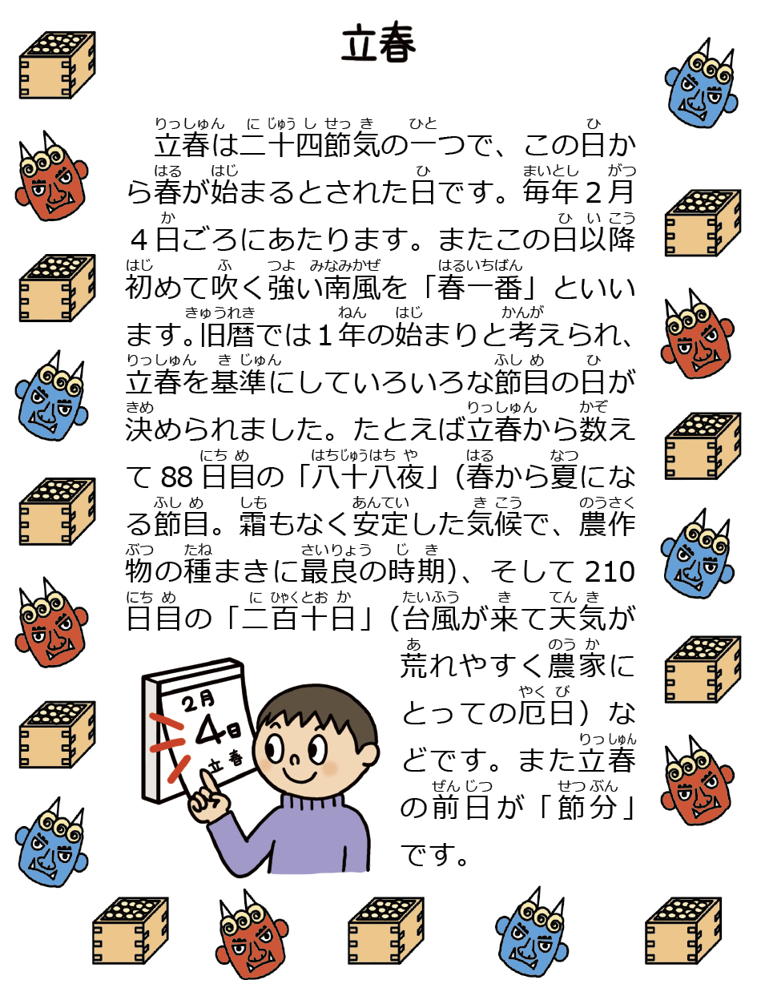 立春
立春は二十四節気の一つで、この日か
ら春が始まるとされた日です。毎年２月
４日ごろにあたります。またこの日以降
初めて吹く強い南風を「春一番」といい
ます。旧暦では１年の始まりと考えられ、
立春を基準にしていろいろな節目の日が
決められました。たとえば立春から数え
て 88 日目の「八十八夜」（春から夏にな
る節目。霜もなく安定した気候で、農作
物の種まきに最良の時期）、そして 210
日目の「二百十日」（台風が来て天気が
荒れやすく農家に
とっての厄日）な
どです。また立春
の前日が「節分」
です。
2月
4日
立春